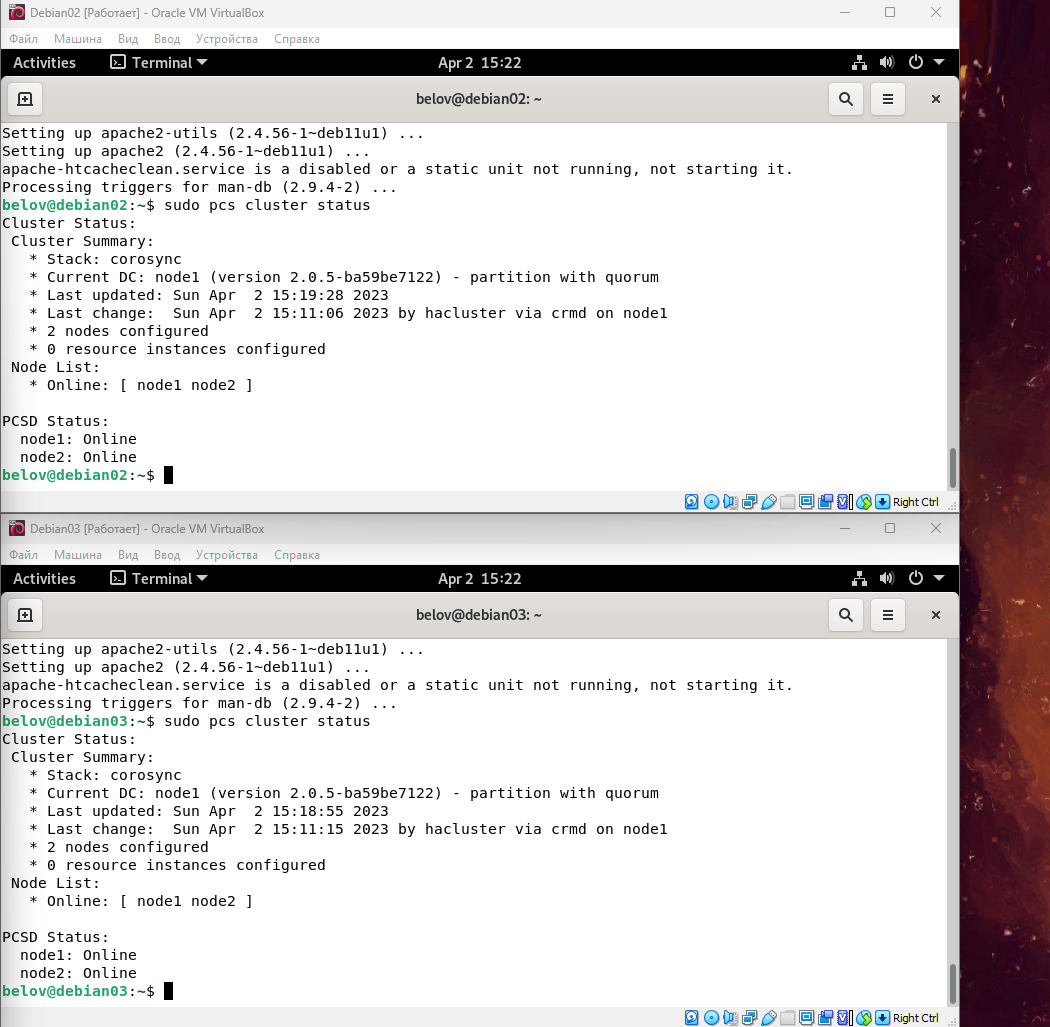 Debian02 [Работает] - Oracle VM VirtualBox
Файл Машина Вид Ввод Устройства Справка
Activities Terminal Apr 2 15:22
belov@debian02: ~
Setting up apache2-utils (2.4.56-1~deb11u1) ...
Setting up apache2 (2.4.56-1~deb11u1) ...
apache-htcacheclean.service is a disabled or a static unit not running, not starting it.
Processing triggers for man-db (2.9.4-2) ...
belov@debian02:~$ sudo pcs cluster status
Cluster Status:
 Cluster Summary:
   * Stack: corosync
   * Current DC: node1 (version 2.0.5-ba59be7122) - partition with quorum
   * Last updated: Sun Apr  2 15:19:28 2023
   * Last change:  Sun Apr  2 15:11:06 2023 by hacluster via crmd on node1
   * 2 nodes configured
   * 0 resource instances configured
 Node List:
   * Online: [ node1 node2 ]
PCSD Status:
  node1: Online
  node2: Online
belov@debian02:~$
Right Ctrl
Debian03 [Работает] - Oracle VM VirtualBox
Файл Машина Вид Ввод Устройства Справка
Activities Terminal Apr 2 15:22
belov@debian03: ~
Setting up apache2-utils (2.4.56-1~deb11u1) ...
Setting up apache2 (2.4.56-1~deb11u1) ...
apache-htcacheclean.service is a disabled or a static unit not running, not starting it.
Processing triggers for man-db (2.9.4-2) ...
belov@debian03:~$ sudo pcs cluster status
Cluster Status:
 Cluster Summary:
   * Stack: corosync
   * Current DC: node1 (version 2.0.5-ba59be7122) - partition with quorum
   * Last updated: Sun Apr  2 15:18:55 2023
   * Last change:  Sun Apr  2 15:11:15 2023 by hacluster via crmd on node1
   * 2 nodes configured
   * 0 resource instances configured
 Node List:
   * Online: [ node1 node2 ]
PCSD Status:
  node1: Online
  node2: Online
belov@debian03:~$
Right Ctrl